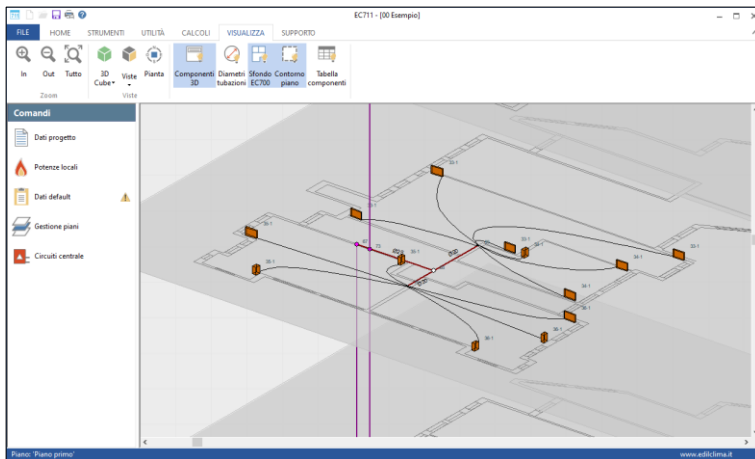 EC711 - [00 Esempio]
FILE HOME STRUMENTI UTILITÀ CALCOLI VISUALIZZA SUPPORTO
In Out Tutto 3D Cube Viste Pianta Componenti 3D Diametri tubazioni Sfondo EC700 Contorno piano Tabella componenti
Zoom Viste
Comandi
Dati progetto
Potenze locali
Dati default
Gestione piani
Circuiti centrale
Piano: 'Piano primo'
www.edilclima.it